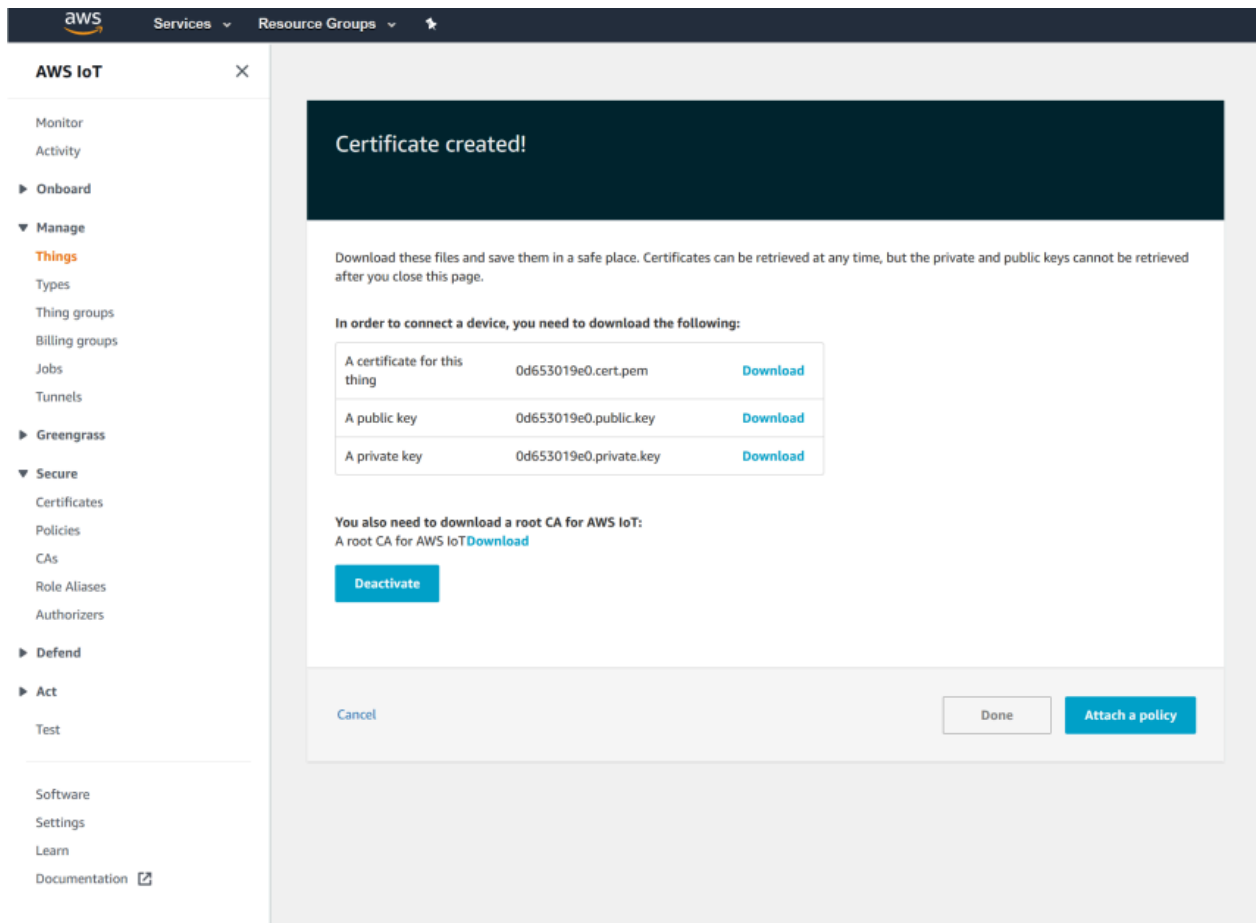 aws Services Resource Groups
AWS IoT
Monitor
Activity
Onboard
Manage
Things
Types
Thing groups
Billing groups
Jobs
Tunnels
Greengrass
Secure
Certificates
Policies
CAs
Role Aliases
Authorizers
Defend
Act
Test
Software
Settings
Learn
Documentation
Certificate created!
Download these files and save them in a safe place. Certificates can be retrieved at any time, but the private and public keys cannot be retrieved
after you close this page.
In order to connect a device, you need to download the following:
A certificate for this
thing
0d653019e0.cert.pem Download
A public key 0d653019e0.public.key Download
A private key 0d653019e0.private.key Download
You also need to download a root CA for AWS IoT:
A root CA for AWS IoTDownload
Deactivate
Cancel Done Attach a policy